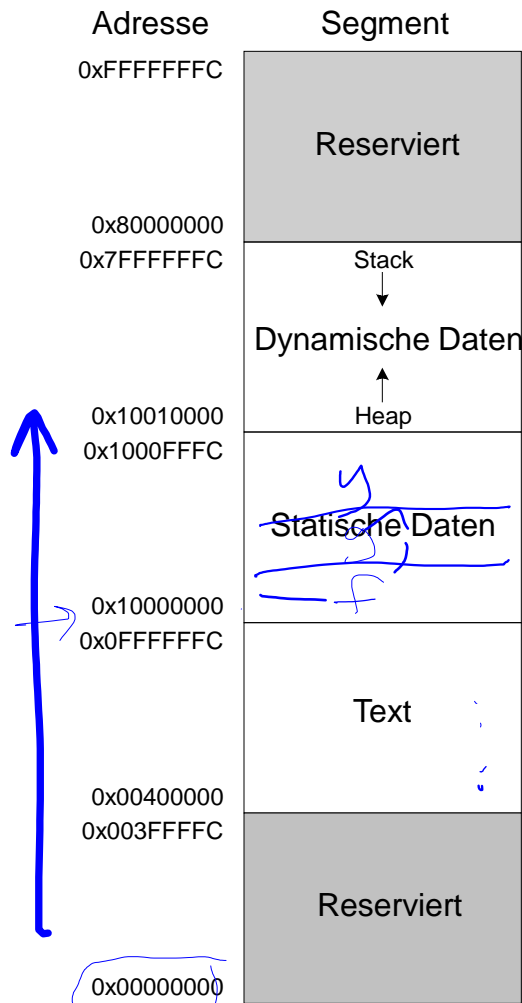 Adresse Segment
0xFFFFFFFC
Reserviert
0x80000000
0x7FFFFFFC Stack
Dynamische Daten
0x10010000 Heap
0x1000FFFC
y
Statische Daten
g
f
0x10000000
0x0FFFFFFC
Text
0x00400000
0x003FFFFC
Reserviert
0x00000000